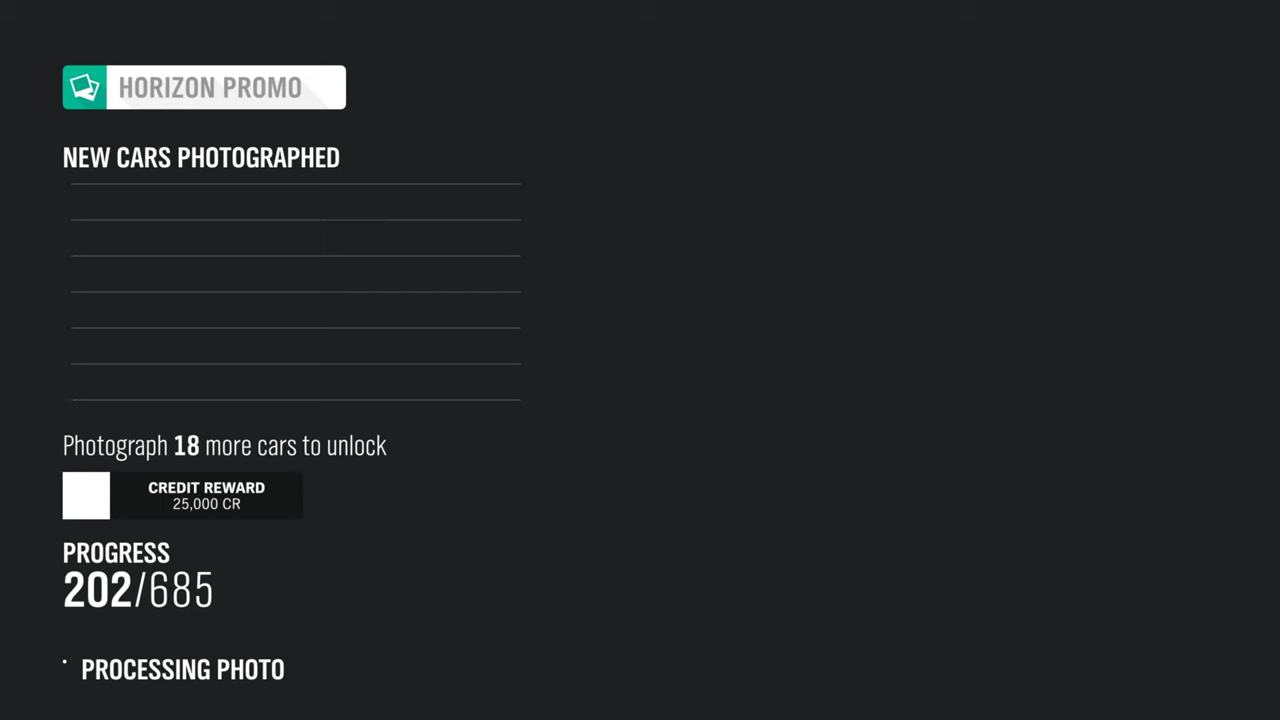 HORIZON PROMO
NEW CARS PHOTOGRAPHED
Photograph 18 more cars to unlock
CREDIT REWARD
25,000 CR
PROGRESS
202/685
PROCESSING PHOTO